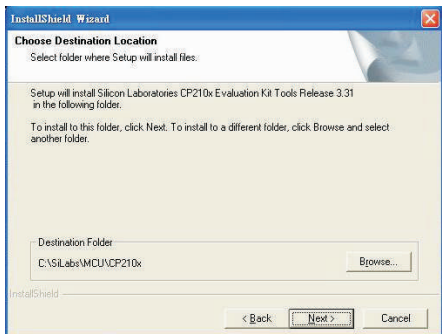 InstallShield Wizard
Choose Destination Location
Select folder where Setup will install files.
Setup will install Silicon Laboratories CP210x Evaluation Kit Tools Release 3.31
in the following folder.
To install to this folder, click Next. To install to a different folder, click Browse and select
another folder.
Destination Folder
C:\SiLabs\MCU\CP210x
Browse...
InstallShield
< Back
Next >
Cancel